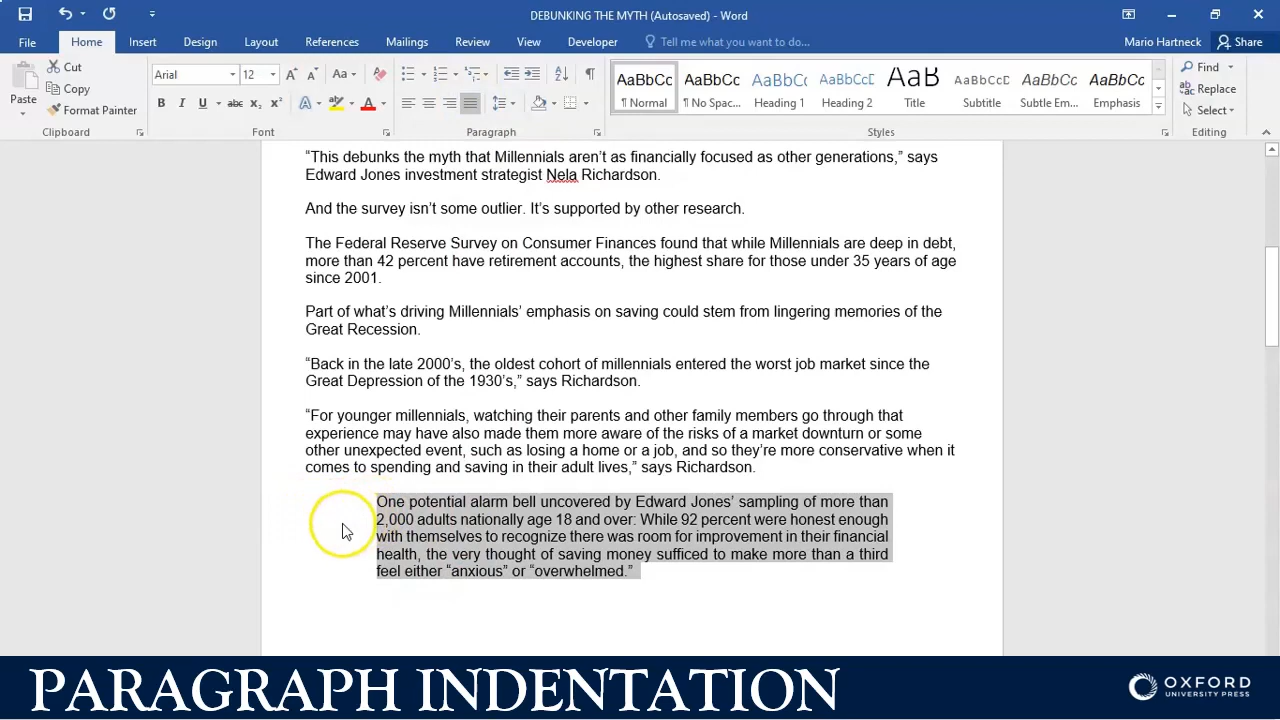 DEBUNKING THE MYTH (Autosaved) - Word
File Home Insert Design Layout References Mailings Review View Developer Tell me what you want to do... Mario Hartneck Share
Cut
Copy
Format Painter
Paste
Arial 12
AaBbCc AaBbCc AaBbCc AaBbCcD AaB AaBbCcD AaBbCcD AaBbCc
¶ Normal ¶ No Spac... Heading 1 Heading 2 Title Subtitle Subtle Em... Emphasis
Find
Replace
Select
Clipboard Font Paragraph Styles Editing
“This debunks the myth that Millennials aren’t as financially focused as other generations,” says
Edward Jones investment strategist Nela Richardson.
And the survey isn’t some outlier. It’s supported by other research.
The Federal Reserve Survey on Consumer Finances found that while Millennials are deep in debt,
more than 42 percent have retirement accounts, the highest share for those under 35 years of age
since 2001.
Part of what’s driving Millennials’ emphasis on saving could stem from lingering memories of the
Great Recession.
“Back in the late 2000’s, the oldest cohort of millennials entered the worst job market since the
Great Depression of the 1930’s,” says Richardson.
“For younger millennials, watching their parents and other family members go through that
experience may have also made them more aware of the risks of a market downturn or some
other unexpected event, such as losing a home or a job, and so they’re more conservative when it
comes to spending and saving in their adult lives,” says Richardson.
One potential alarm bell uncovered by Edward Jones’ sampling of more than
2,000 adults nationally age 18 and over: While 92 percent were honest enough
with themselves to recognize there was room for improvement in their financial
health, the very thought of saving money sufficed to make more than a third
feel either “anxious” or “overwhelmed.”
PARAGRAPH INDENTATION
OXFORD
UNIVERSITY PRESS